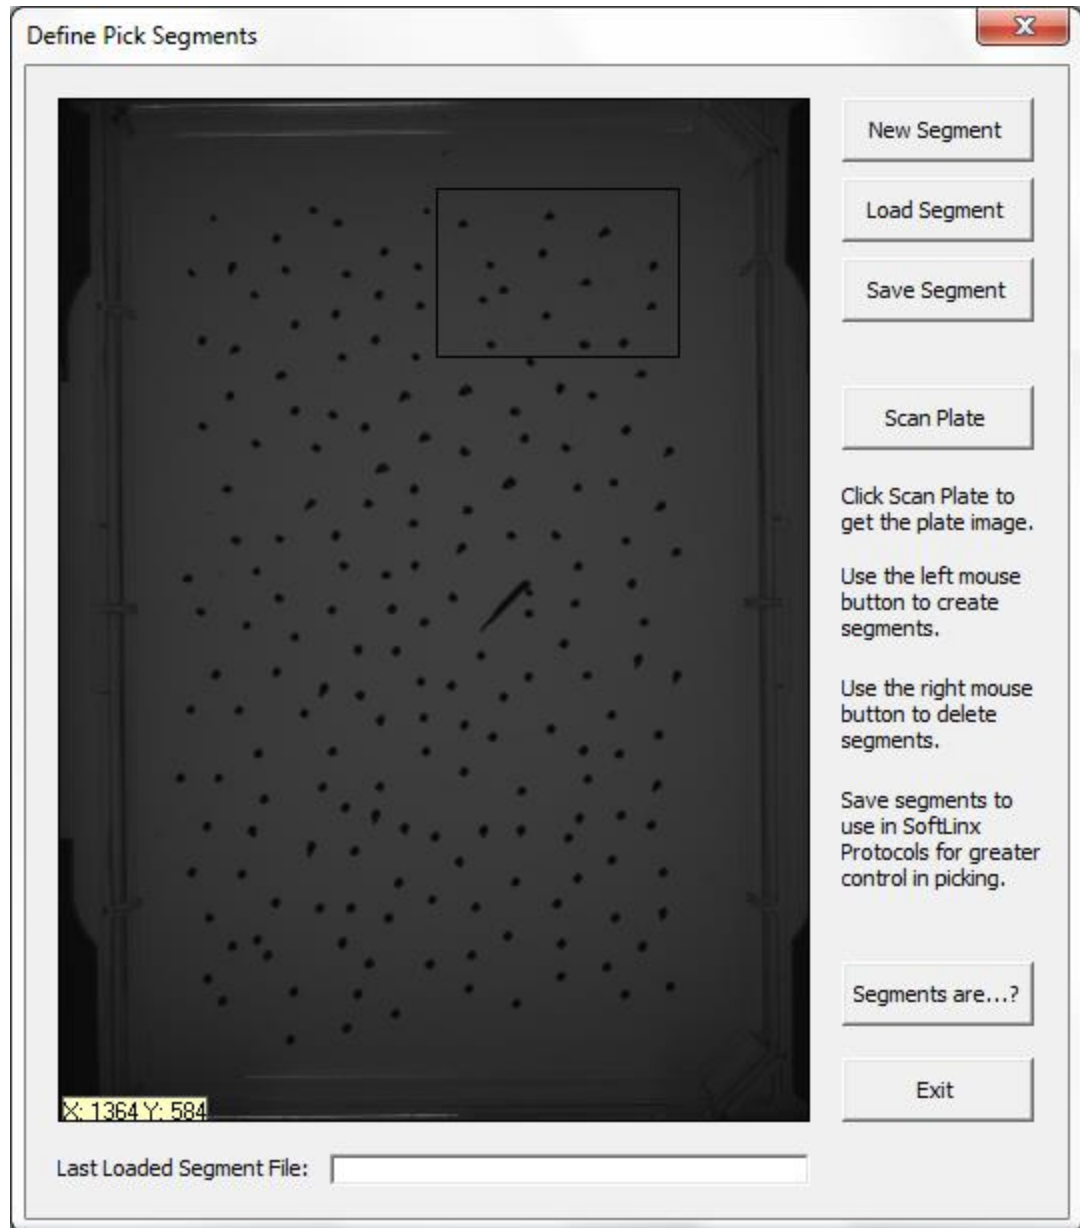 Define Pick Segments
New Segment
Load Segment
Save Segment
Scan Plate
Click Scan Plate to
get the plate image.
Use the left mouse
button to create
segments.
Use the right mouse
button to delete
segments.
Save segments to
use in SoftLinx
Protocols for greater
control in picking.
Segments are...?
Exit
X: 1364 Y: 584
Last Loaded Segment File: